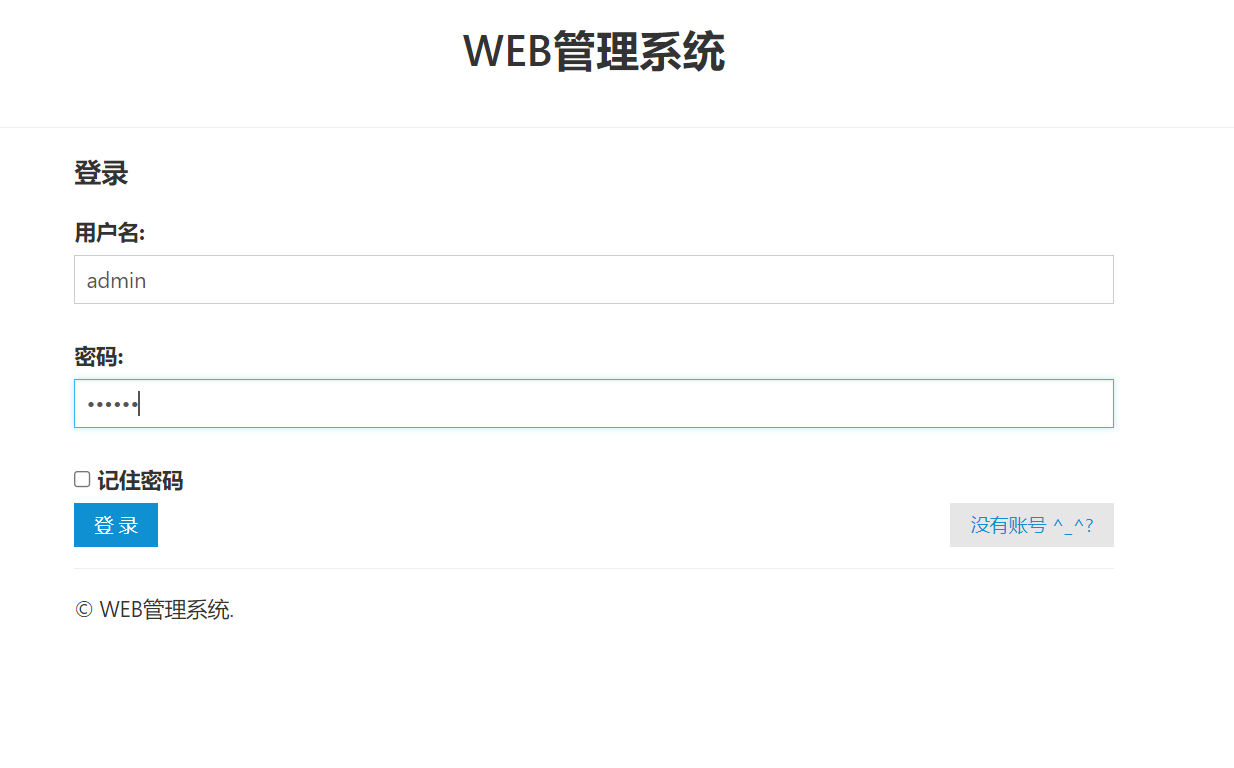 WEB管理系统
登录
用户名:
admin
密码:
••••••
记住密码
登 录
没有账号 ^_^?
© WEB管理系统.